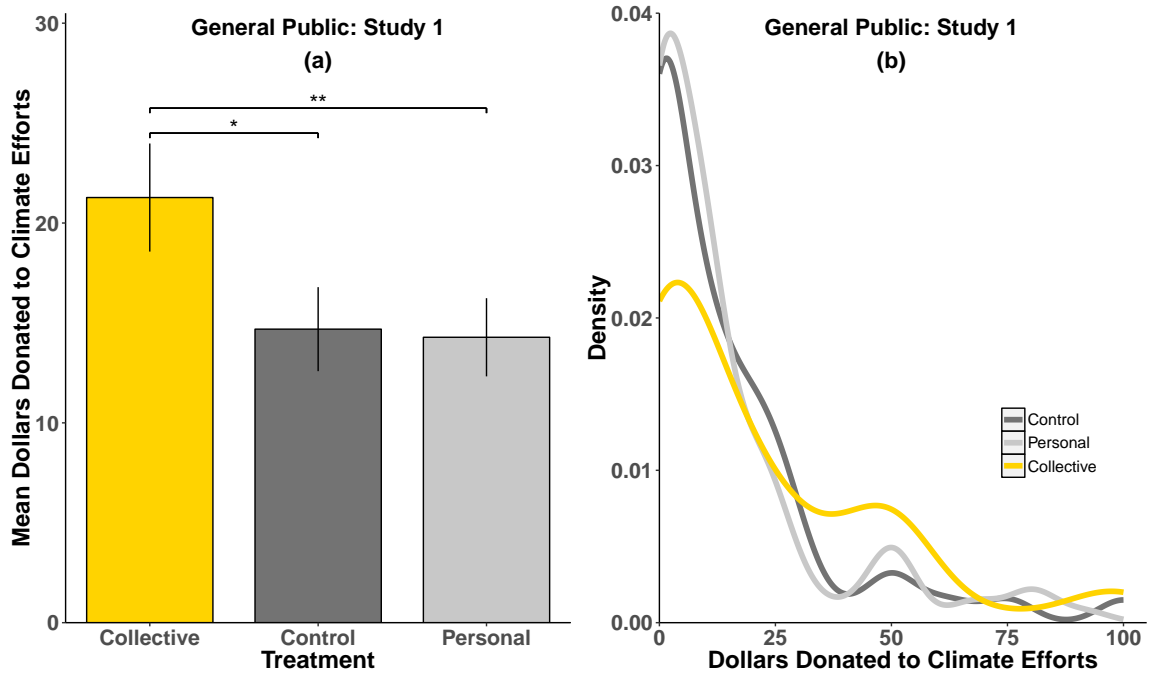 General Public: Study 1
(a)
30
20
10
0
**
*
Mean Dollars Donated to Climate Efforts
Collective
Control
Personal
Treatment
General Public: Study 1
(b)
0.04
0.03
0.02
0.01
0.00
Density
Control
Personal
Collective
0
25
50
75
100
Dollars Donated to Climate Efforts